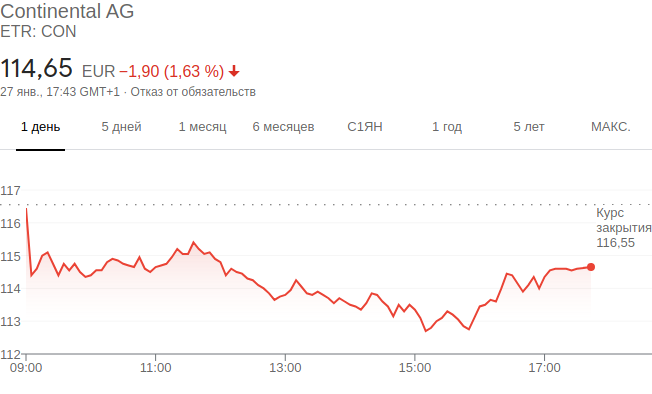 Continental AG
ETR: CON
114,65 EUR −1,90 (1,63 %)
27 янв., 17:43 GMT+1 · Отказ от обязательств
1 день 5 дней 1 месяц 6 месяцев С1ЯН 1 год 5 лет МАКС.
117
Курс
закрытия
116,55
116
115
114
113
112
09:00 11:00 13:00 15:00 17:00